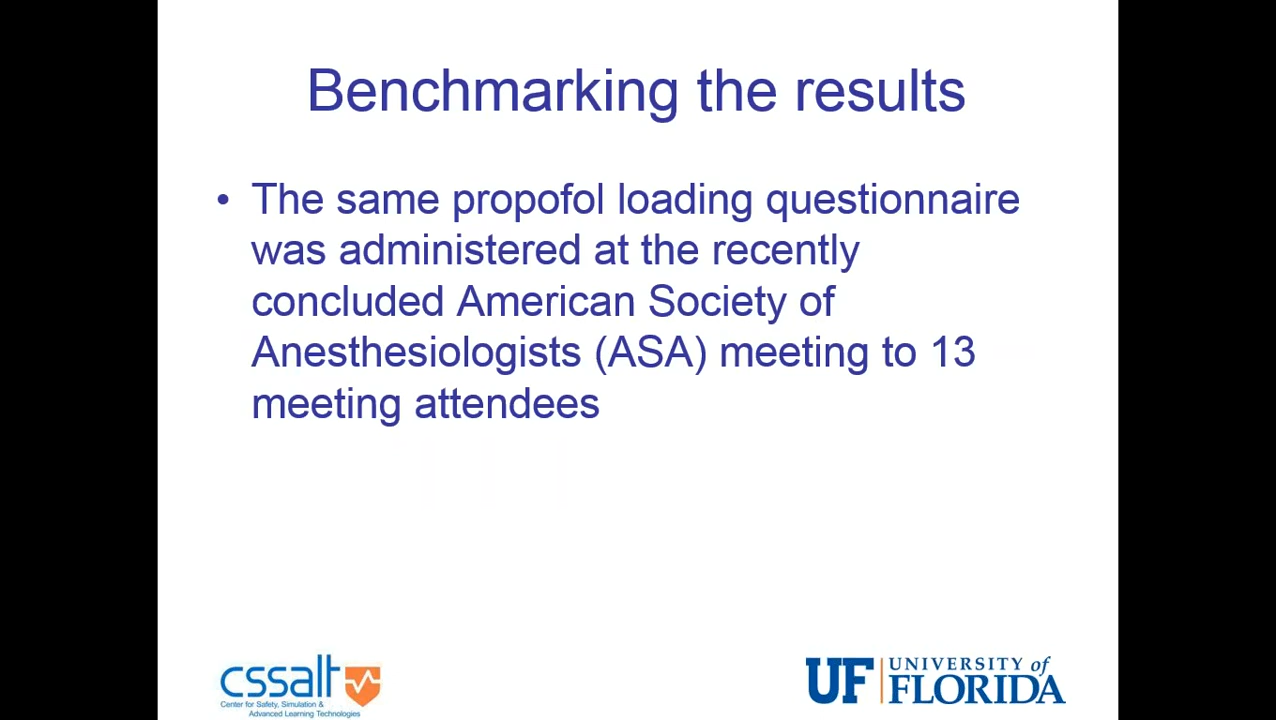 Benchmarking the results
• The same propofol loading questionnaire
was administered at the recently
concluded American Society of
Anesthesiologists (ASA) meeting to 13
meeting attendees
cssalt
Center for Safety, Simulation &
Advanced Learning Technologies
UF UNIVERSITY of
FLORIDA